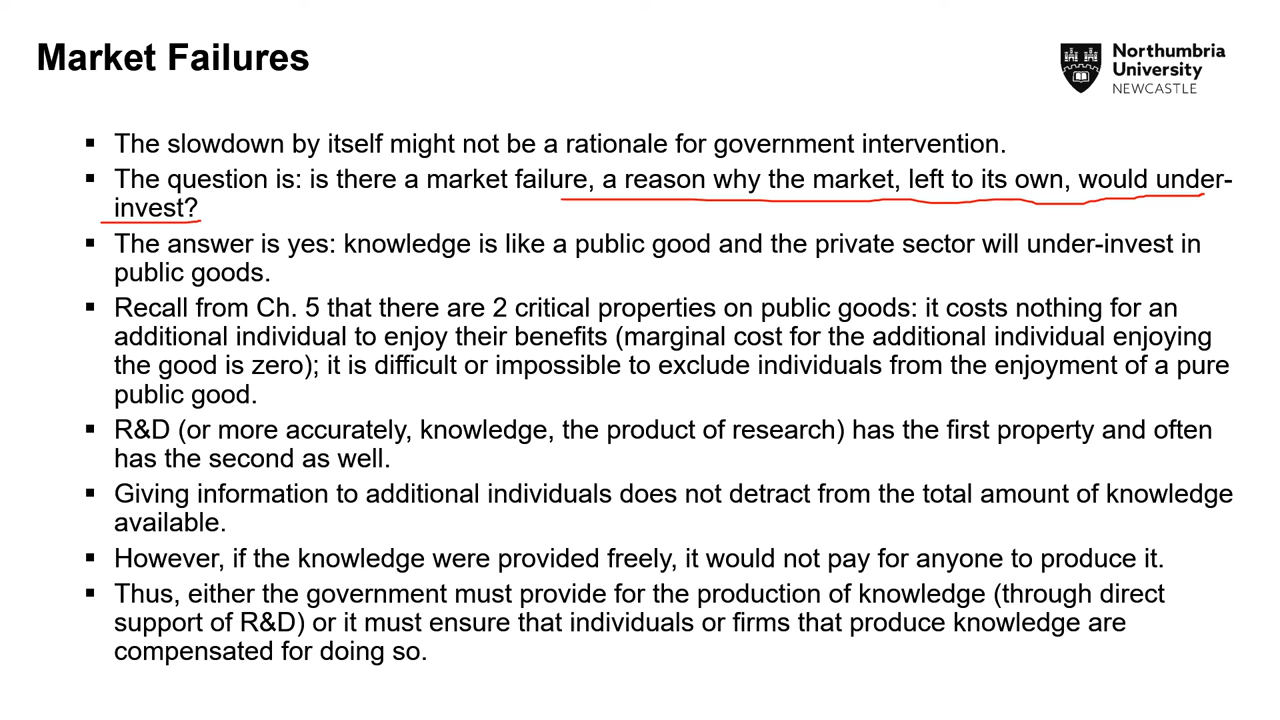 Market Failures
Northumbria
University
NEWCASTLE
▪ The slowdown by itself might not be a rationale for government intervention.
▪ The question is: is there a market failure, a reason why the market, left to its own, would under-
invest?
▪ The answer is yes: knowledge is like a public good and the private sector will under-invest in
public goods.
▪ Recall from Ch. 5 that there are 2 critical properties on public goods: it costs nothing for an
additional individual to enjoy their benefits (marginal cost for the additional individual enjoying
the good is zero); it is difficult or impossible to exclude individuals from the enjoyment of a pure
public good.
▪ R&D (or more accurately, knowledge, the product of research) has the first property and often
has the second as well.
▪ Giving information to additional individuals does not detract from the total amount of knowledge
available.
▪ However, if the knowledge were provided freely, it would not pay for anyone to produce it.
▪ Thus, either the government must provide for the production of knowledge (through direct
support of R&D) or it must ensure that individuals or firms that produce knowledge are
compensated for doing so.